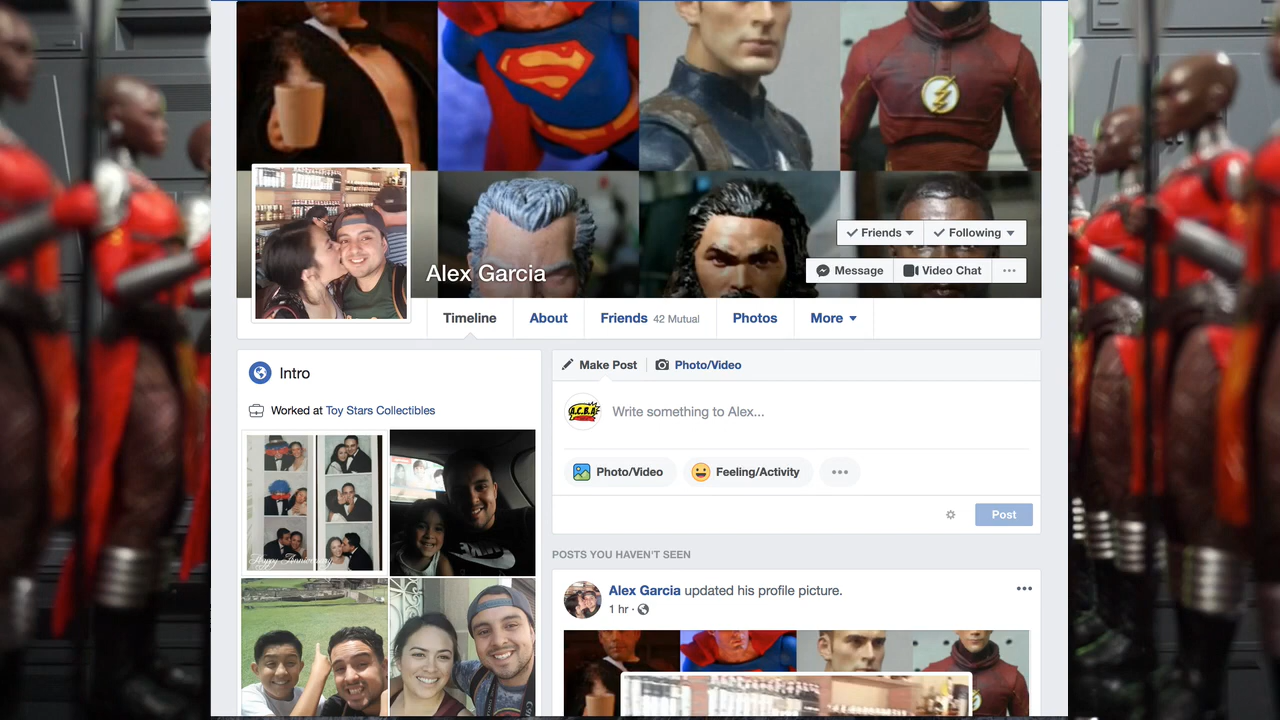 Alex Garcia
Friends
Following
Message
Video Chat
Timeline
About
Friends 42 Mutual
Photos
More
Intro
Worked at Toy Stars Collectibles
Happy Anniversary
Make Post
Photo/Video
A.C.B.A
Write something to Alex...
Photo/Video
Feeling/Activity
Post
POSTS YOU HAVEN'T SEEN
Alex Garcia updated his profile picture.
1 hr ·